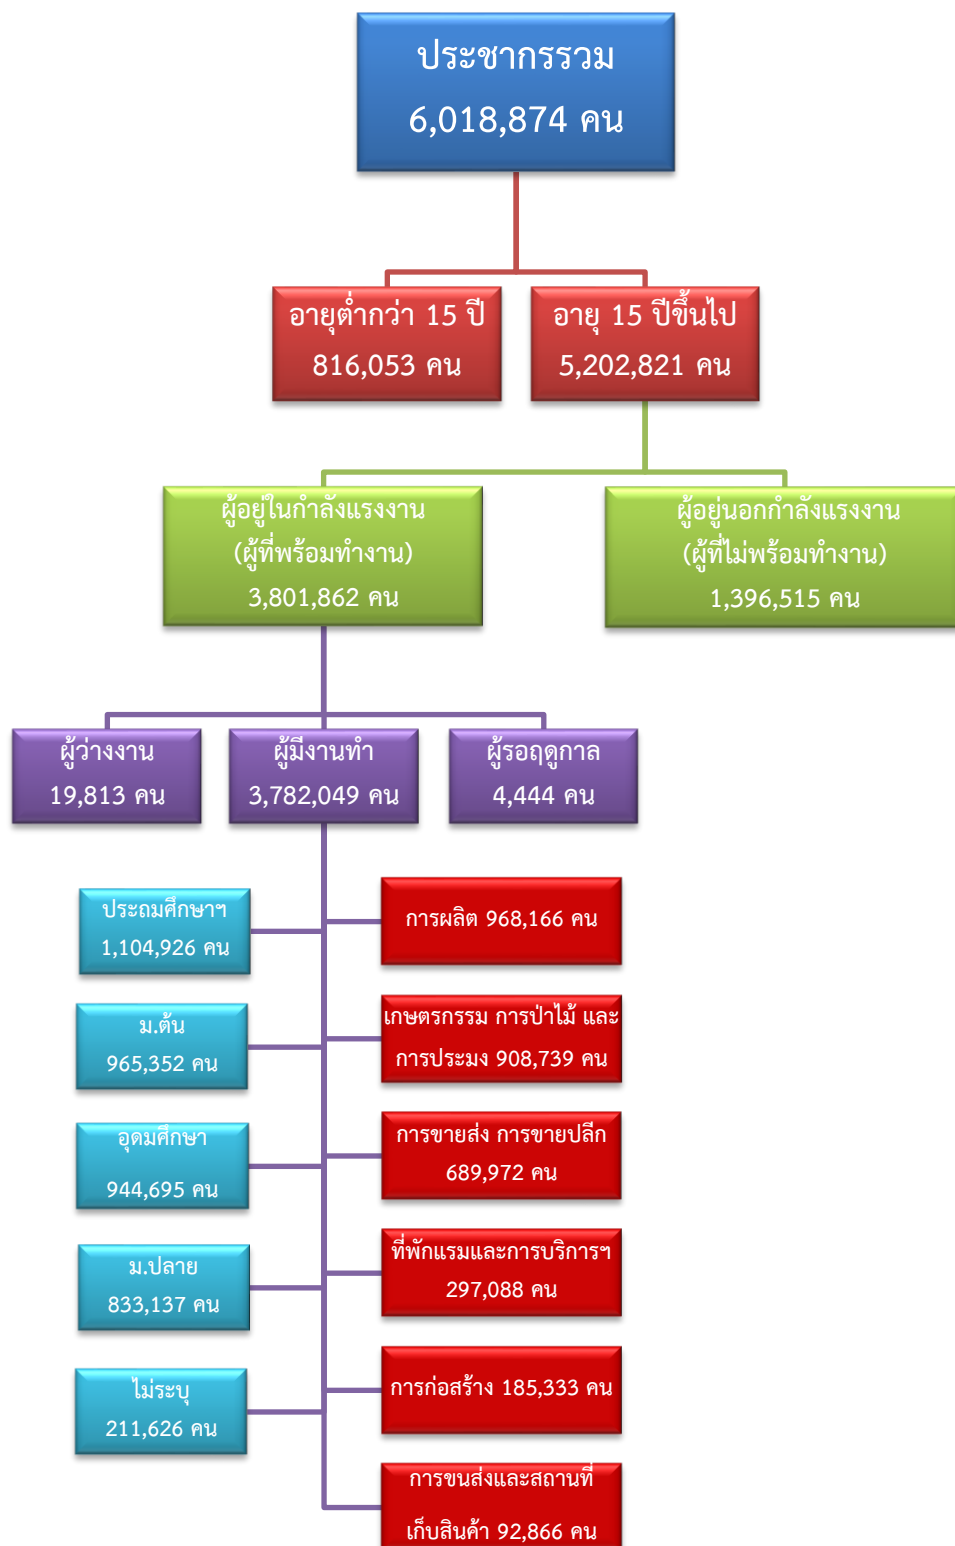 ประชากรรวม
6,018,874 คน
อายุต่ำกว่า 15 ปี
816,053 คน
อายุ 15 ปีขึ้นไป
5,202,821 คน
ผู้อยู่ในกำลังแรงงาน
(ผู้ที่พร้อมทำงาน)
3,801,862 คน
ผู้อยู่นอกกำลังแรงงาน
(ผู้ที่ไม่พร้อมทำงาน)
1,396,515 คน
ผู้ว่างงาน
19,813 คน
ผู้มีงานทำ
3,782,049 คน
ผู้รอฤดูกาล
4,444 คน
ประถมศึกษาฯ
1,104,926 คน
ม.ต้น
965,352 คน
อุดมศึกษา
944,695 คน
ม.ปลาย
833,137 คน
ไม่ระบุ
211,626 คน
การผลิต 968,166 คน
เกษตรกรรม การป่าไม้ และ
การประมง 908,739 คน
การขายส่ง การขายปลีก
689,972 คน
ที่พักแรมและการบริการฯ
297,088 คน
การก่อสร้าง 185,333 คน
การขนส่งและสถานที่
เก็บสินค้า 92,866 คน